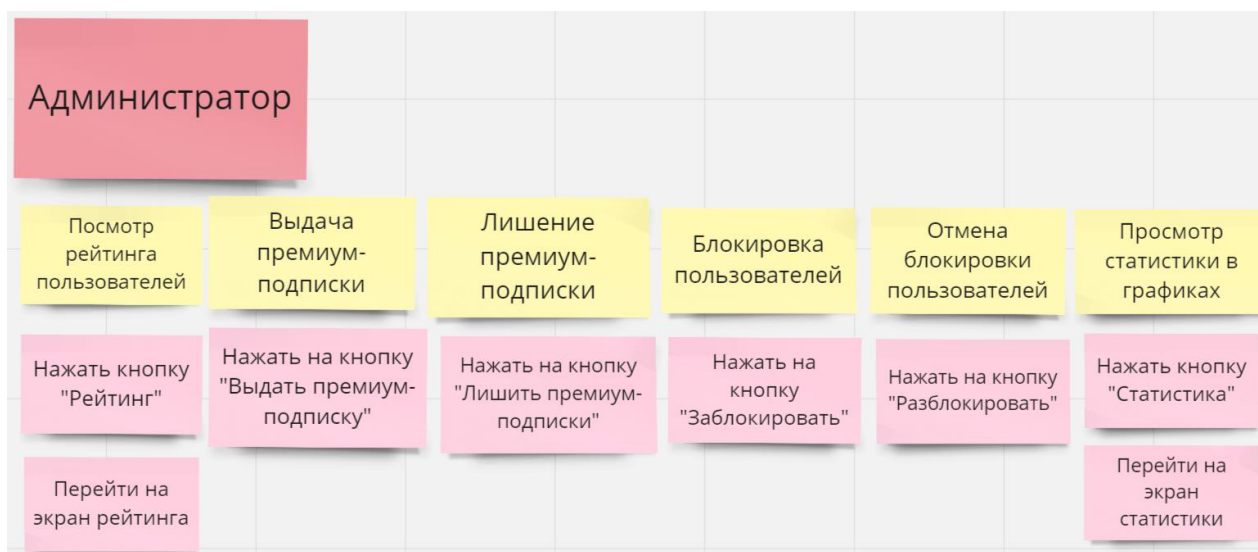 Администратор
Посмотр
рейтинга
пользователей
Выдача
премиум-
подписки
Лишение
премиум-
подписки
Блокировка
пользователей
Отмена
блокировки
пользователей
Просмотр
статистики в
графиках
Нажать кнопку
"Рейтинг"
Нажать на кнопку
"Выдать премиум-
подписку"
Нажать на кнопку
"Лишить премиум-
подписки"
Нажать на
кнопку
"Заблокировать"
Нажать на кнопку
"Разблокировать"
Нажать кнопку
"Статистика"
Перейти на
экран рейтинга
Перейти на
экран
статистики